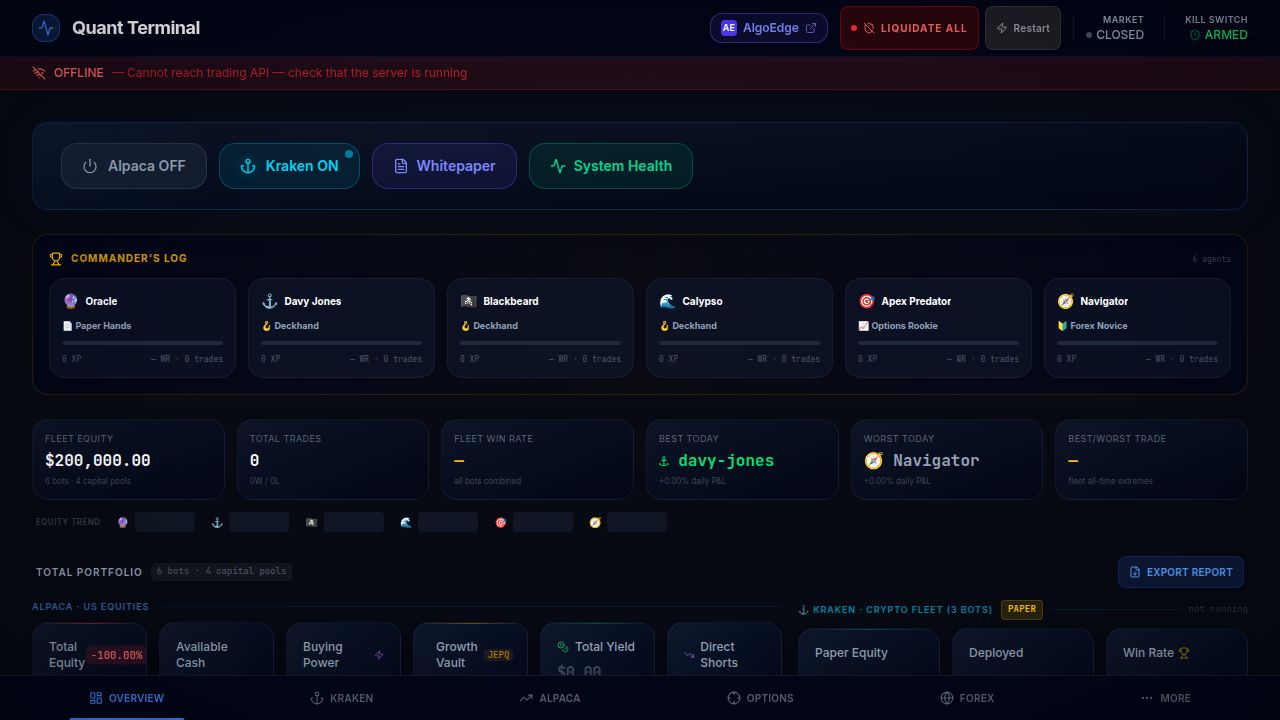 Quant Terminal
AE AlgoEdge
LIQUIDATE ALL
Restart
MARKET
CLOSED
KILL SWITCH
ARMED
OFFLINE — Cannot reach trading API — check that the server is running
Alpaca OFF
Kraken ON
Whitepaper
System Health
COMMANDER'S LOG
6 agents
Oracle
Paper Hands
0 XP
— WR · 0 trades
Davy Jones
Deckhand
0 XP
— WR · 0 trades
Blackbeard
Deckhand
0 XP
— WR · 0 trades
Calypso
Deckhand
0 XP
— WR · 0 trades
Apex Predator
Options Rookie
0 XP
— WR · 0 trades
Navigator
Forex Novice
0 XP
— WR · 0 trades
FLEET EQUITY
$200,000.00
6 bots · 4 capital pools
TOTAL TRADES
0
0W / 0L
FLEET WIN RATE
—
all bots combined
BEST TODAY
davy-jones
+0.00% daily P&L
WORST TODAY
Navigator
+0.00% daily P&L
BEST/WORST TRADE
—
fleet all-time extremes
EQUITY TREND
TOTAL PORTFOLIO
6 bots · 4 capital pools
EXPORT REPORT
ALPACA · US EQUITIES
Total
Equity
-100.00%
Available
Cash
Buying
Power
Growth
Vault
JEPQ
Total Yield
$0.00
Direct
Shorts
KRAKEN · CRYPTO FLEET (3 BOTS)
PAPER
not running
Paper Equity
Deployed
Win Rate
OVERVIEW
KRAKEN
ALPACA
OPTIONS
FOREX
MORE